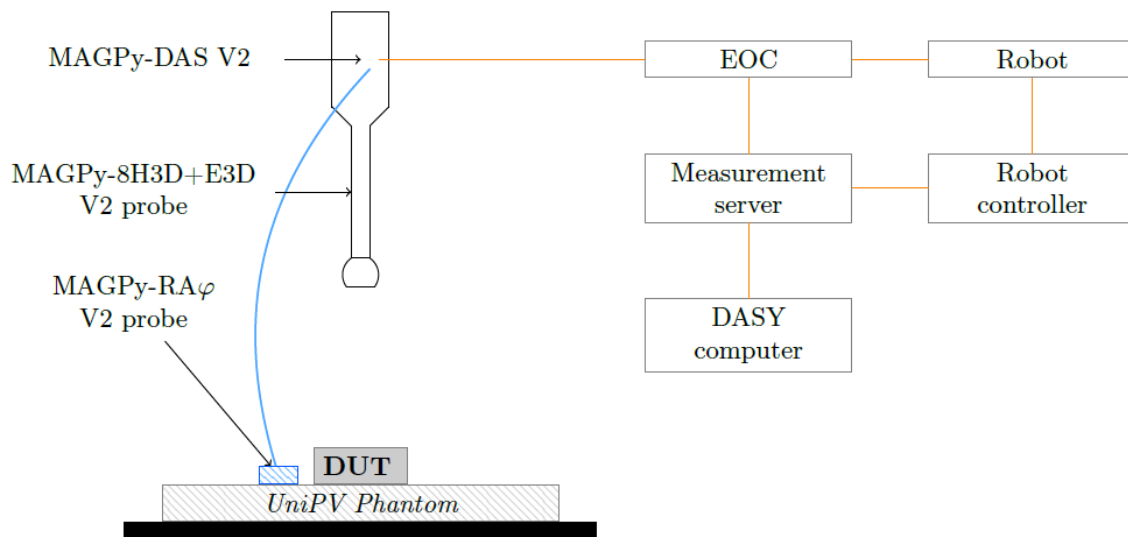 MAGPy-DAS V2
EOC
Robot
MAGPy-8H3D+E3D
V2 probe
Measurement
server
Robot
controller
MAGPy-RAφ
V2 probe
DASY
computer
DUT
UniPV Phantom